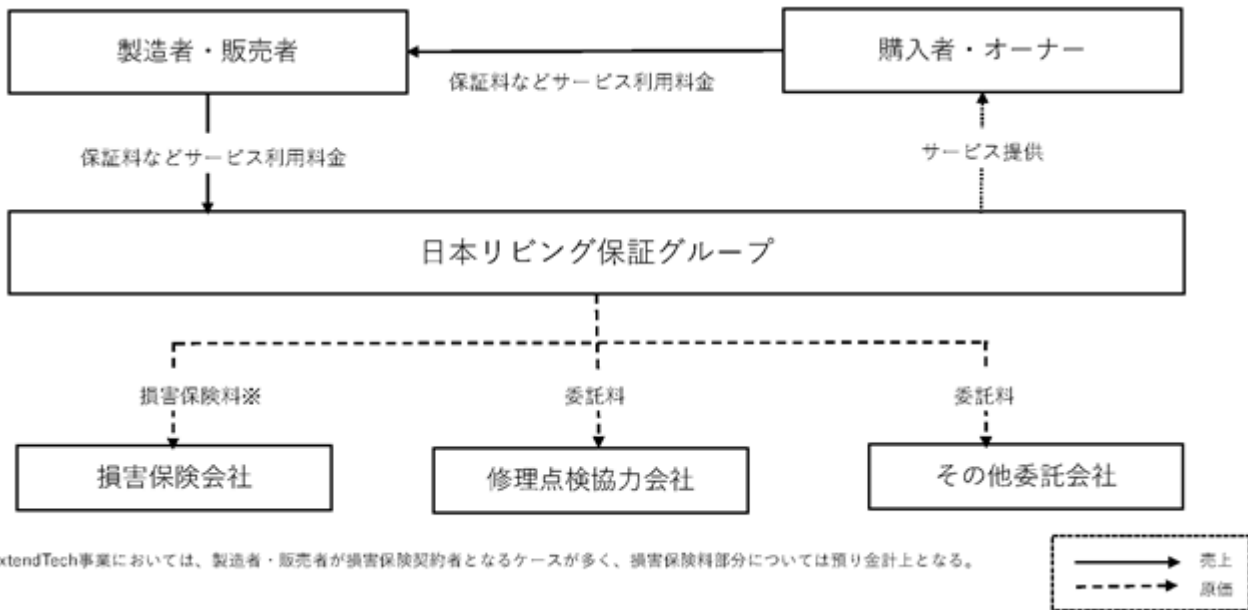 製造者・販売者
購入者・オーナー
保証料などサービス利用料金
保証料などサービス利用料金
サービス提供
日本リビング保証グループ
損害保険料※
委託料
委託料
損害保険会社
修理点検協力会社
その他委託会社
xtendTech事業においては、製造者・販売者が損害保険契約者となるケースが多く、損害保険料部分については預り金計上となる。
売上
原価